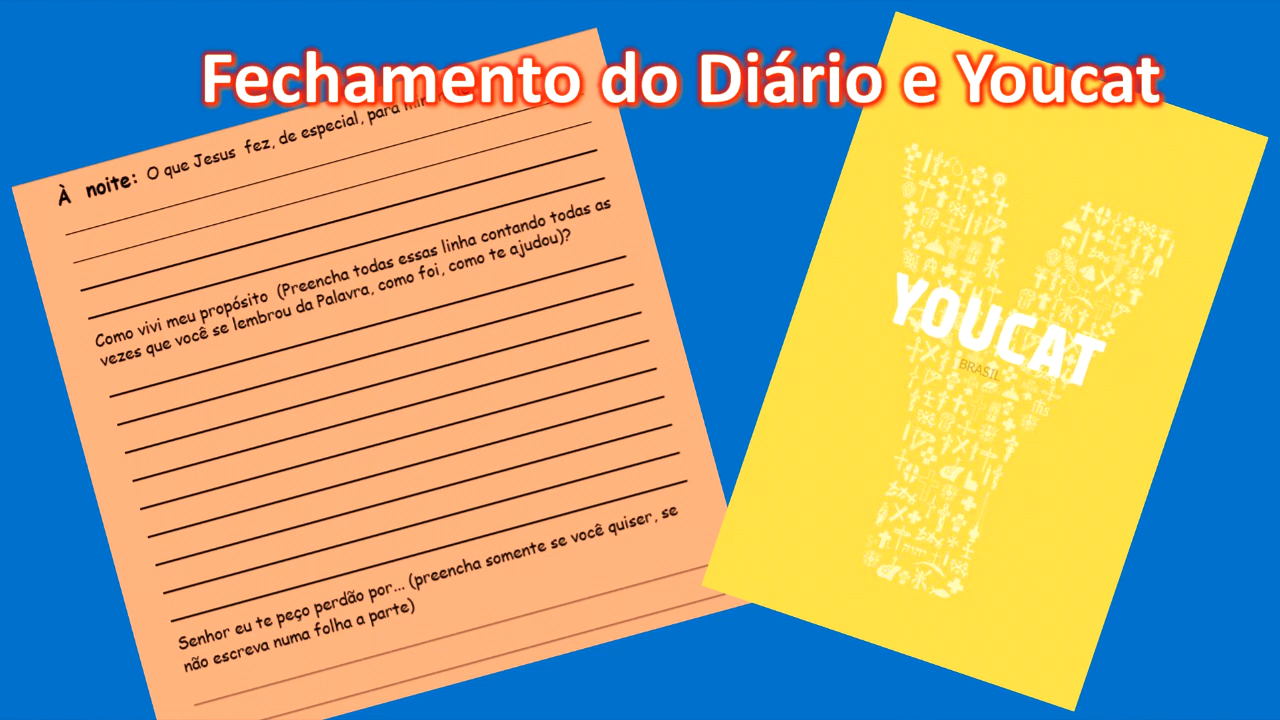 Fechamento do Diário e Youcat
À noite: O que Jesus fez, de especial, para
Como vivi meu propósito (Preencha todas essas linha contando todas as
vezes que você se lembrou da Palavra, como foi, como te ajudou)?
Senhor eu te peço perdão por... (preencha somente se você quiser, se
não escreva numa folha a parte)
YOUCAT
BRASIL